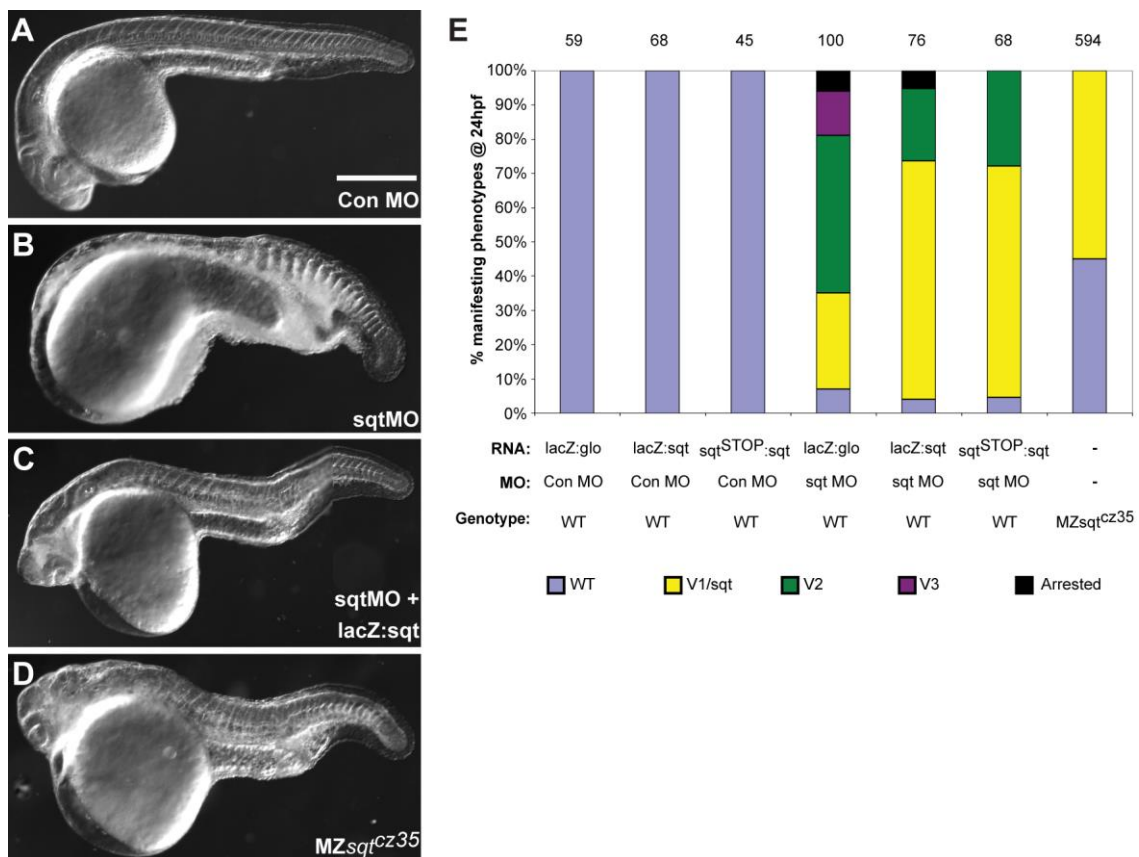 A
Con MO
B
sqtMO
C
sqtMO +
lacZ:sqt
D
MZsqtcz35
E
59 68 45 100 76 68 594
% manifesting phenotypes @ 24hpf
100%
90%
80%
70%
60%
50%
40%
30%
20%
10%
0%
RNA: lacZ:glo lacZ:sqt sqtSTOP:sqt lacZ:glo lacZ:sqt sqtSTOP:sqt -
MO: Con MO Con MO Con MO sqt MO sqt MO sqt MO -
Genotype: WT WT WT WT WT WT MZsqtcz35
WT V1/sqt V2 V3 Arrested